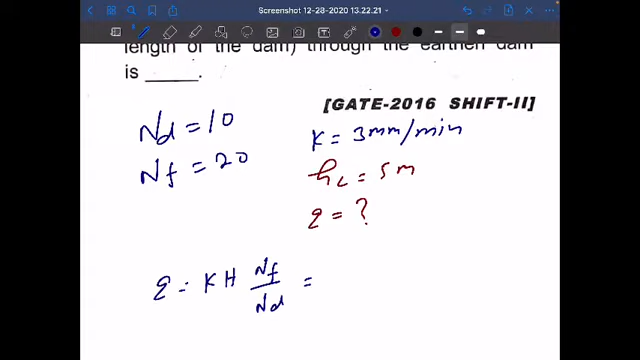 Screenshot 12-28-2020 13.22.21
length of the dam) through the earthen dam
is ______.
[GATE-2016 SHIFT-II]
Nd = 10
K = 3mm/min
Nf = 20
hL = 5m
q = ?
q = KH Nf/Nd =